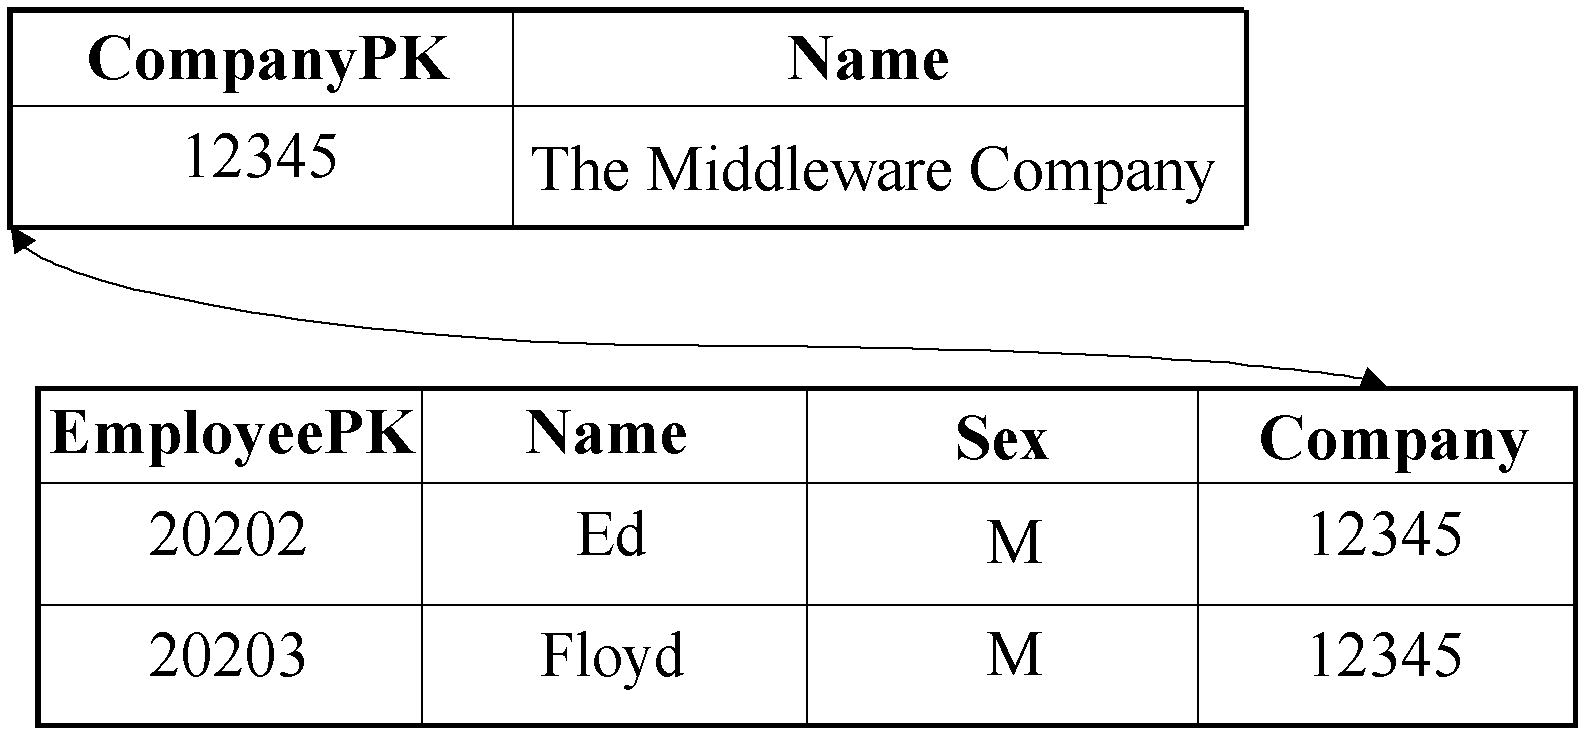 CompanyPK Name
12345 The Middleware Company
EmployeePK Name Sex Company
20202 Ed M 12345
20203 Floyd M 12345